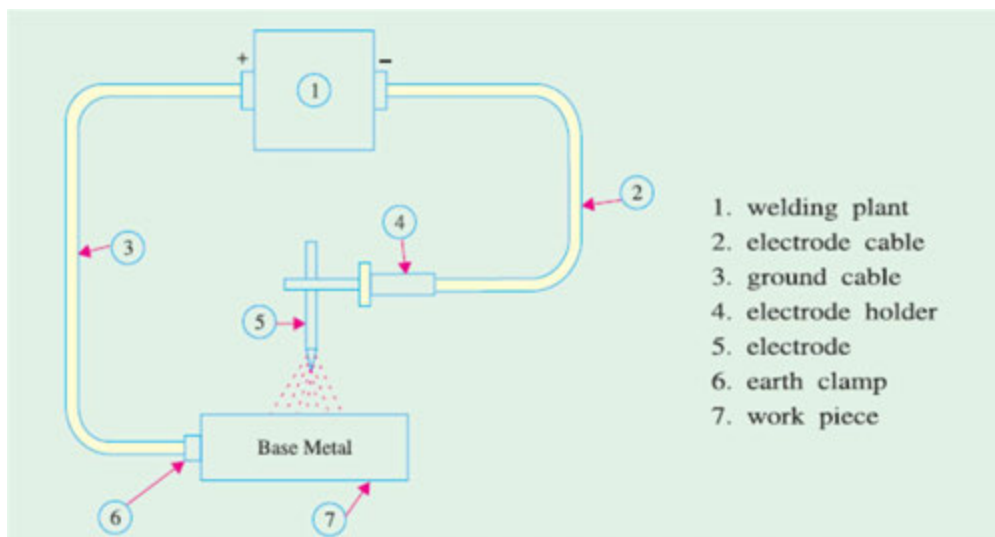 +
−
1
2
3
4
5
6
7
Base Metal
1. welding plant
2. electrode cable
3. ground cable
4. electrode holder
5. electrode
6. earth clamp
7. work piece